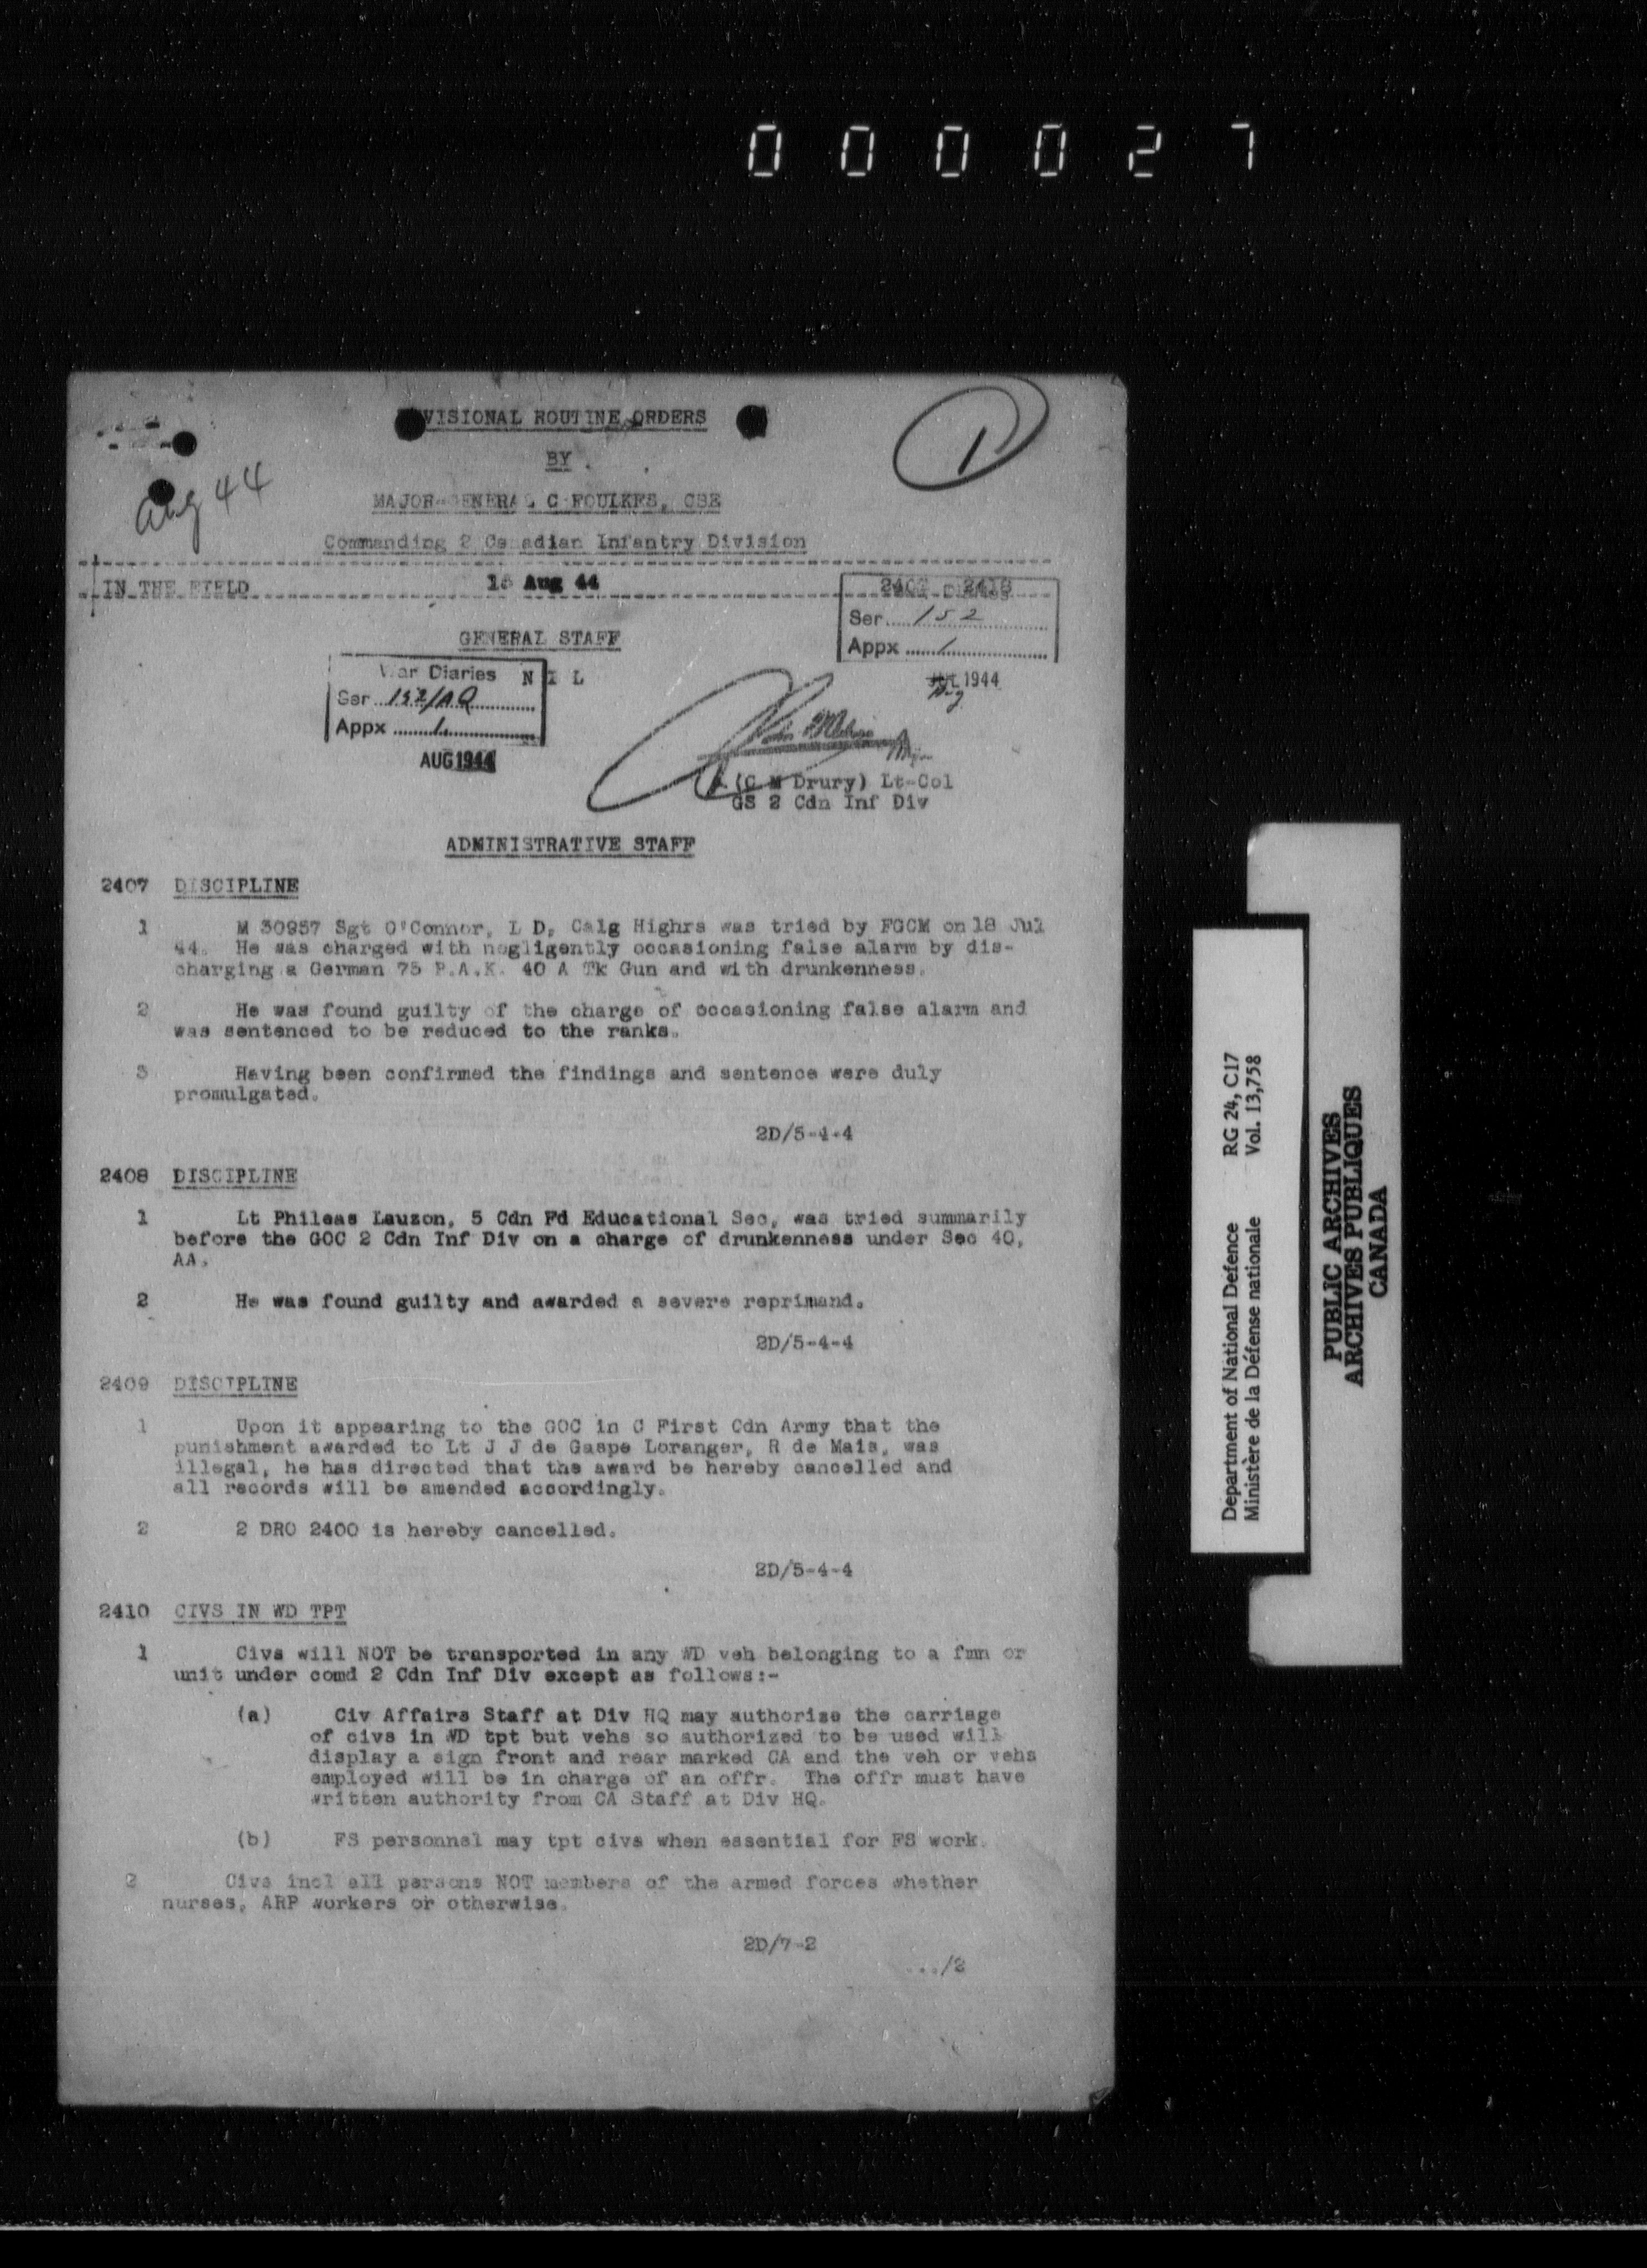 000027
VISIONAL ROUTINE ORDERS
BY
MAJOR-GENERAL C FOULKES, CBE
Commanding 2 Canadian Infantry Division
Aug 44
1
IN THE FIELD Aug 44 2407 - 2418
Ser 152
Appx 1
GENERAL STAFF
War Diaries
N I L
Ser 152/AQ
Appx 1.
AUG 1944
JUL 1944
Aug
(C M Drury) Lt-Col
GS 2 Cdn Inf Div
ADMINISTRATIVE STAFF
2407 DISCIPLINE
1 M 30957 Sgt O'Connor, L D, Calg Highrs was tried by FGCM on 18 Jul
44. He was charged with negligently occasioning false alarm by dis-
charging a German 75 P.A.K. 40 A Tk Gun and with drunkenness.
2 He was found guilty of the charge of occasioning false alarm and
was sentenced to be reduced to the ranks.
3 Having been confirmed the findings and sentence were duly
promulgated.
2D/5-4-4
2408 DISCIPLINE
1 Lt Phileas Lauzon, 5 Cdn Fd Educational Sec, was tried summarily
before the GOC 2 Cdn Inf Div on a charge of drunkenness under Sec 40,
AA.
2 He was found guilty and awarded a severe reprimand.
2D/5-4-4
2409 DISCIPLINE
1 Upon it appearing to the GOC in C First Cdn Army that the
punishment awarded to Lt J J de Gaspe Loranger, R de Mais, was
illegal, he has directed that the award be hereby cancelled and
all records will be amended accordingly.
2 2 DRO 2400 is hereby cancelled.
2D/5-4-4
2410 CIVS IN WD TPT
1 Civs will NOT be transported in any WD veh belonging to a fmn or
unit under comd 2 Cdn Inf Div except as follows:-
(a) Civ Affairs Staff at Div HQ may authorize the carriage
of civs in WD tpt but vehs so authorized to be used will
display a sign front and rear marked CA and the veh or vehs
employed will be in charge of an offr. The offr must have
written authority from CA Staff at Div HQ.
(b) FS personnel may tpt civs when essential for FS work.
2 Civs incl all persons NOT members of the armed forces whether
nurses, ARP workers or otherwise.
2D/7-2
.../2
Department of National Defence RG 24, C17
Ministère de la Défense nationale Vol. 13,758
PUBLIC ARCHIVES
ARCHIVES PUBLIQUES
CANADA